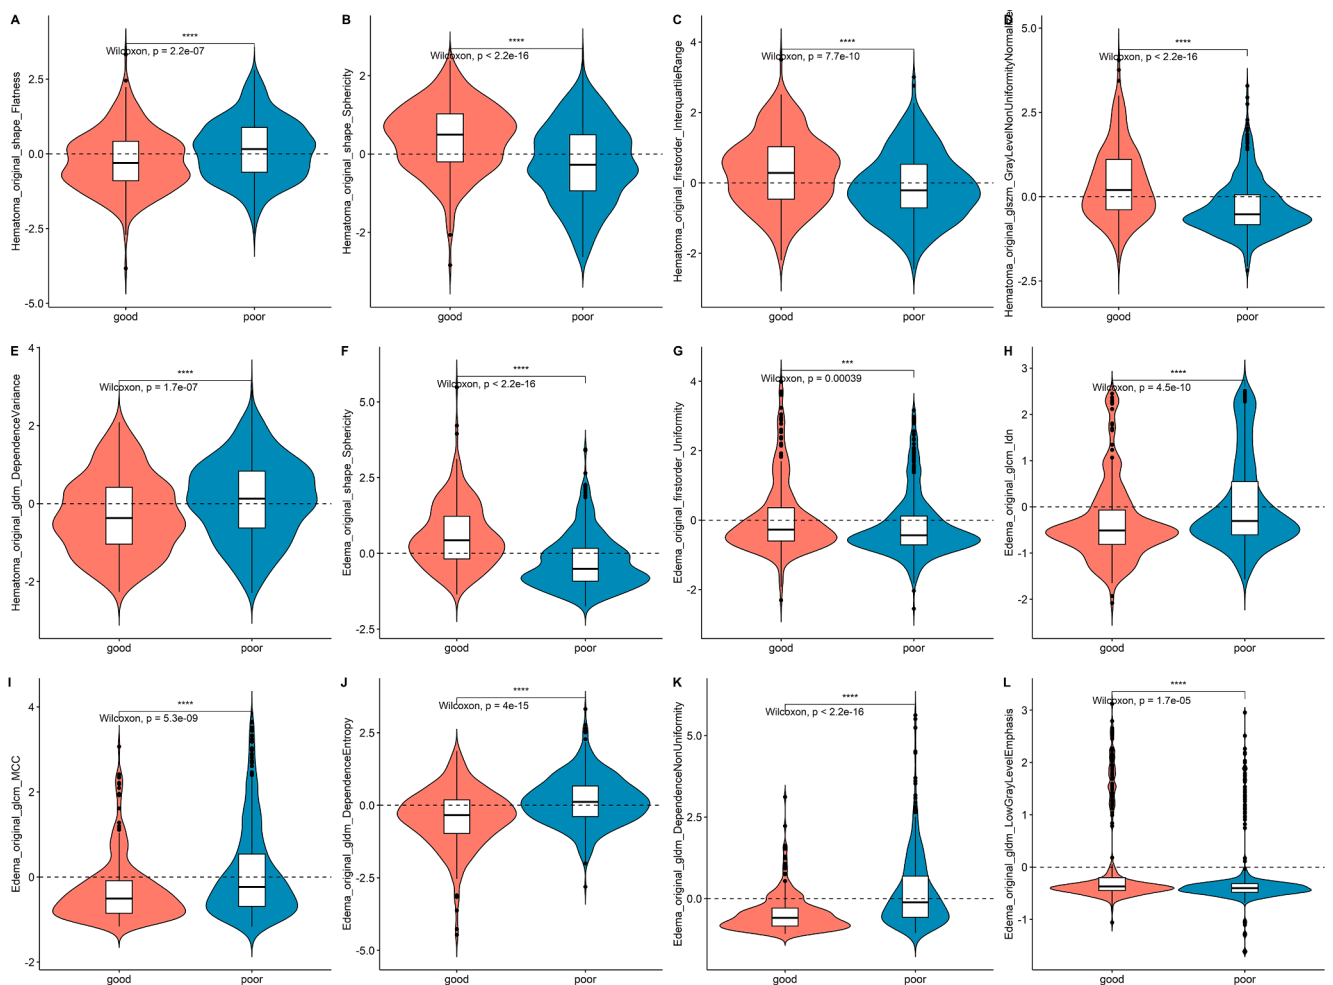 A
Hematoma_original_shape_Flatness
2.5
0.0
-2.5
-5.0
****
Wilcoxon, p = 2.2e-07
good
poor
B
Hematoma_original_shape_Sphericity
2
0
-2
****
Wilcoxon, p < 2.2e-16
good
poor
C
Hematoma_original_firstorder_InterquartileRange
4
2
0
-2
****
Wilcoxon, p = 7.7e-10
good
poor
D
Hematoma_original_glszm_GrayLevelNonUniformityNormalize
5.0
2.5
0.0
-2.5
****
Wilcoxon, p < 2.2e-16
good
poor
E
Hematoma_original_gldm_DependenceVariance
4
2
0
-2
****
Wilcoxon, p = 1.7e-07
good
poor
F
Edema_original_shape_Sphericity
5.0
2.5
0.0
-2.5
****
Wilcoxon, p < 2.2e-16
good
poor
G
Edema_original_firstorder_Uniformity
4
2
0
-2
***
Wilcoxon, p = 0.00039
good
poor
H
Edema_original_glcm_Idn
3
2
1
0
-1
-2
****
Wilcoxon, p = 4.5e-10
good
poor
I
Edema_original_glcm_MCC
4
2
0
-2
****
Wilcoxon, p = 5.3e-09
good
poor
J
Edema_original_gldm_DependenceEntropy
2.5
0.0
-2.5
-5.0
****
Wilcoxon, p = 4e-15
good
poor
K
Edema_original_gldm_DependenceNonUniformity
5.0
2.5
0.0
****
Wilcoxon, p < 2.2e-16
good
poor
L
Edema_original_gldm_LowGrayLevelEmphasis
3
2
1
0
-1
****
Wilcoxon, p = 1.7e-05
good
poor